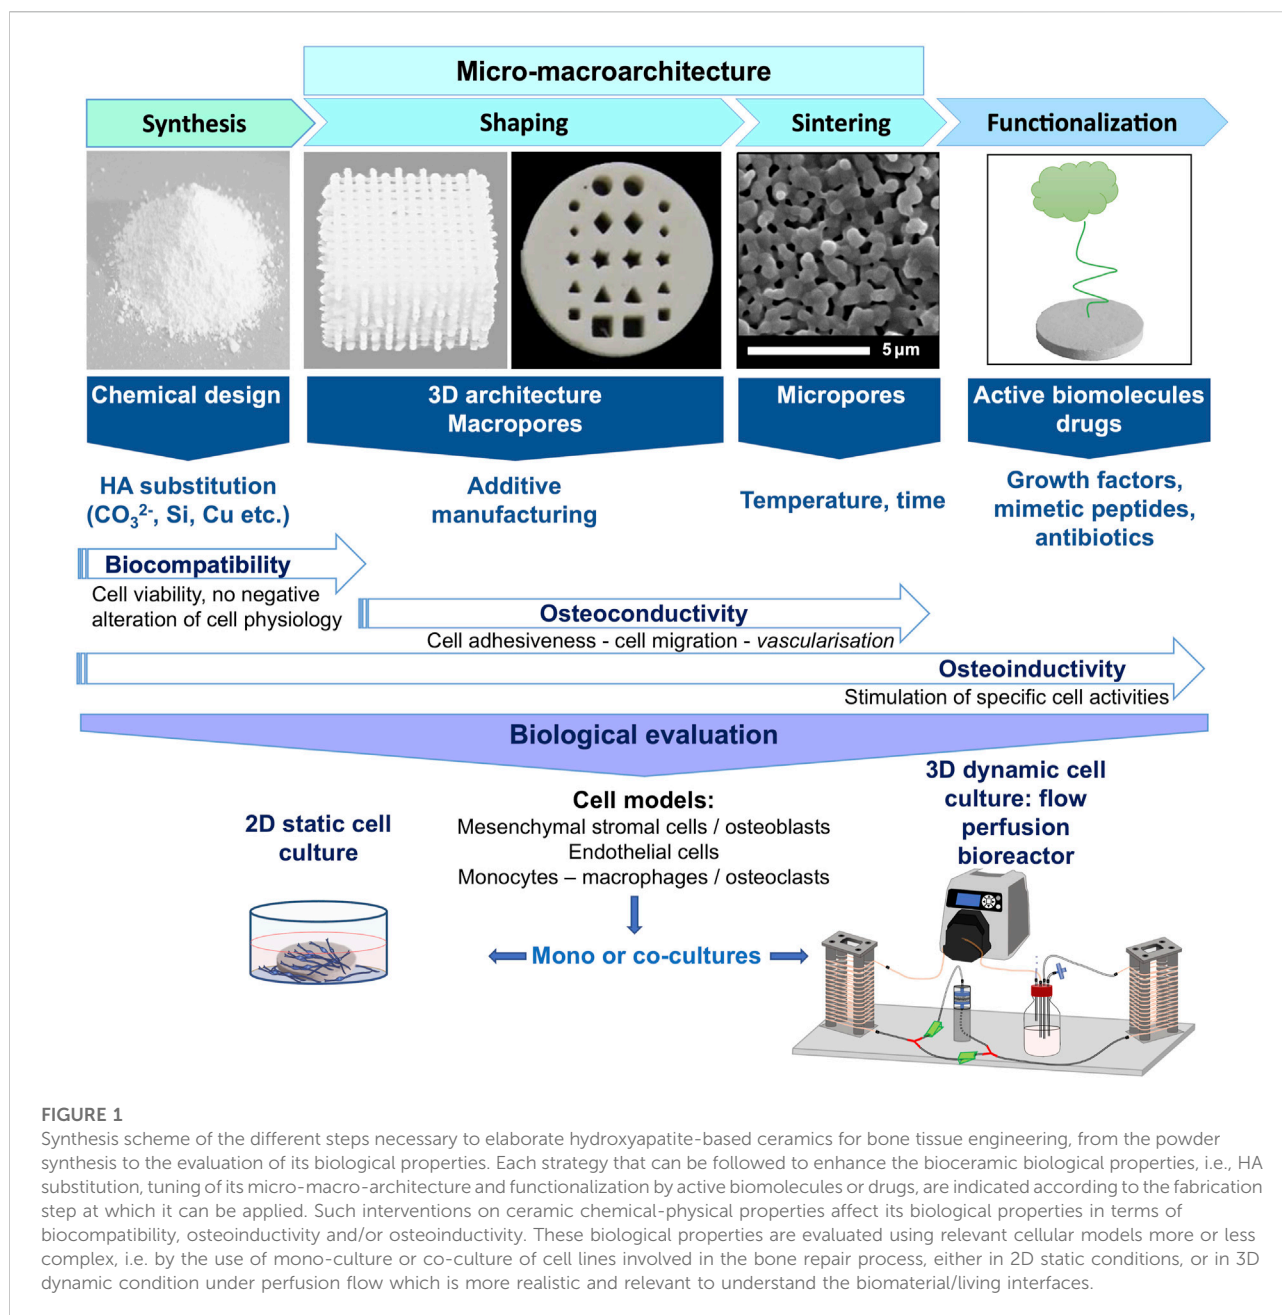 Micro-macroarchitecture
Synthesis
Shaping
Sintering
Functionalization
5 µm
Chemical design
3D architecture
Macropores
Micropores
Active biomolecules
drugs
HA substitution
(CO₃²⁻, Si, Cu etc.)
Additive
manufacturing
Temperature, time
Growth factors,
mimetic peptides,
antibiotics
Biocompatibility
Cell viability, no negative
alteration of cell physiology
Osteoconductivity
Cell adhesiveness - cell migration - vascularisation
Osteoinductivity
Stimulation of specific cell activities
Biological evaluation
2D static cell
culture
Cell models:
Mesenchymal stromal cells / osteoblasts
Endothelial cells
Monocytes – macrophages / osteoclasts
Mono or co-cultures
3D dynamic cell
culture: flow
perfusion
bioreactor
FIGURE 1
Synthesis scheme of the different steps necessary to elaborate hydroxyapatite-based ceramics for bone tissue engineering, from the powder
synthesis to the evaluation of its biological properties. Each strategy that can be followed to enhance the bioceramic biological properties, i.e., HA
substitution, tuning of its micro-macro-architecture and functionalization by active biomolecules or drugs, are indicated according to the fabrication
step at which it can be applied. Such interventions on ceramic chemical-physical properties affect its biological properties in terms of
biocompatibility, osteoinductivity and/or osteoinductivity. These biological properties are evaluated using relevant cellular models more or less
complex, i.e. by the use of mono-culture or co-culture of cell lines involved in the bone repair process, either in 2D static conditions, or in 3D
dynamic condition under perfusion flow which is more realistic and relevant to understand the biomaterial/living interfaces.